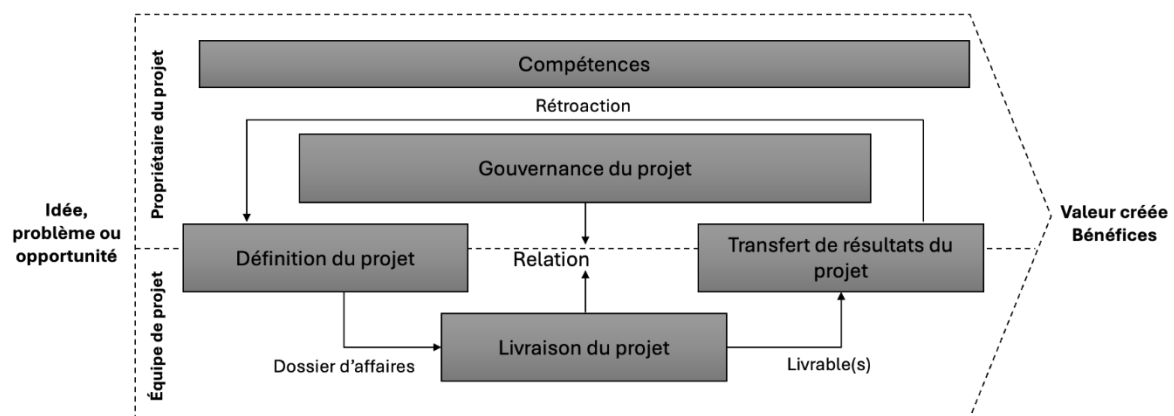 Propriétaire du projet
Compétences
Rétroaction
Gouvernance du projet
Idée,
problème ou
opportunité
Valeur créée
Bénéfices
Définition du projet
Relation
Transfert de résultats du
projet
Équipe de projet
Livraison du projet
Dossier d’affaires
Livrable(s)